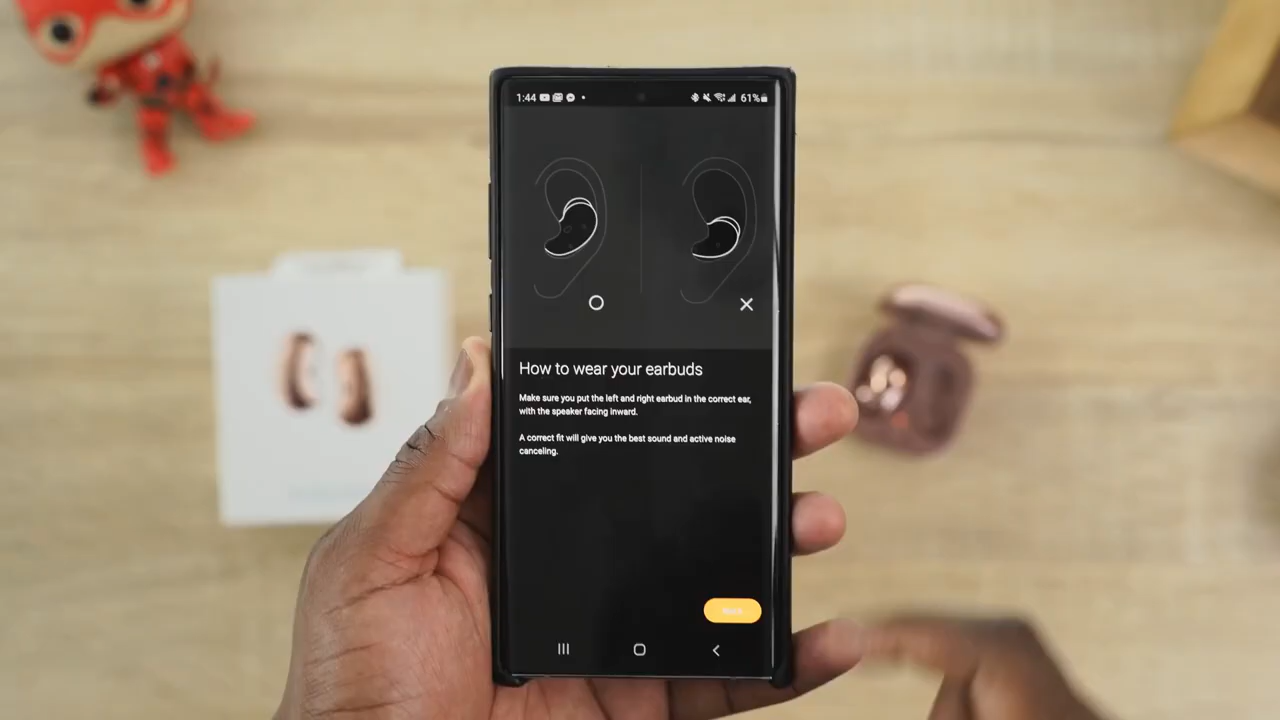 1:44
61%
How to wear your earbuds
Make sure you put the left and right earbud in the correct ear,
with the speaker facing inward.
A correct fit will give you the best sound and active noise
canceling.